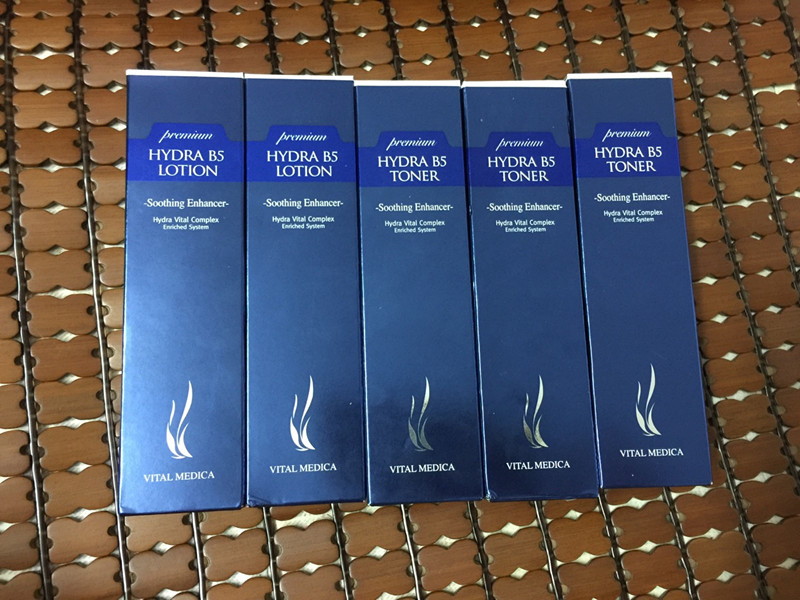 premium
HYDRA B5
LOTION
-Soothing Enhancer-
Hydra Vital Complex
Enriched System
VITAL MEDICA
premium
HYDRA B5
LOTION
-Soothing Enhancer-
Hydra Vital Complex
Enriched System
VITAL MEDICA
premium
HYDRA B5
TONER
-Soothing Enhancer-
Hydra Vital Complex
Enriched System
VITAL MEDICA
premium
HYDRA B5
TONER
-Soothing Enhancer-
Hydra Vital Complex
Enriched System
VITAL MEDICA
premium
HYDRA B5
TONER
-Soothing Enhancer-
Hydra Vital Complex
Enriched System
VITAL MEDICA